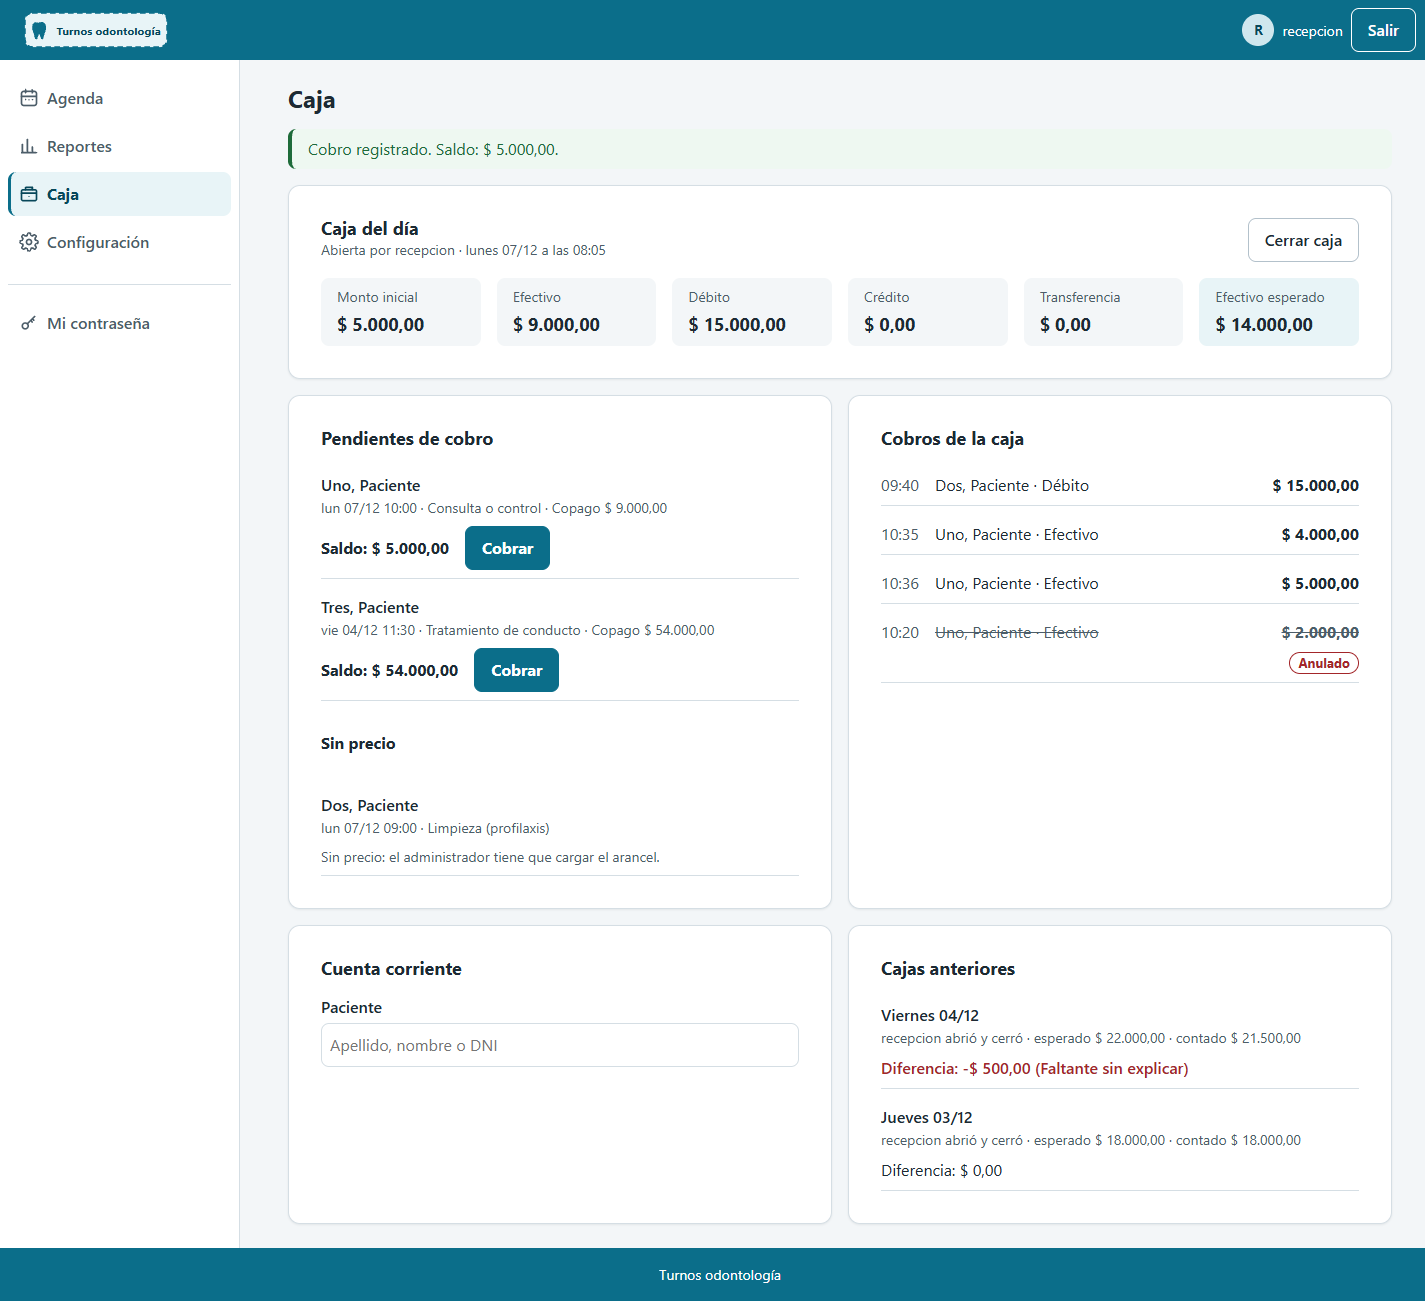 Turnos odontología
R
recepcion
Salir
Agenda
Reportes
Caja
Configuración
Mi contraseña
Caja
Cobro registrado. Saldo: $ 5.000,00.
Caja del día
Abierta por recepcion · lunes 07/12 a las 08:05
Cerrar caja
Monto inicial
$ 5.000,00
Efectivo
$ 9.000,00
Débito
$ 15.000,00
Crédito
$ 0,00
Transferencia
$ 0,00
Efectivo esperado
$ 14.000,00
Pendientes de cobro
Uno, Paciente
lun 07/12 10:00 · Consulta o control · Copago $ 9.000,00
Saldo: $ 5.000,00
Cobrar
Tres, Paciente
vie 04/12 11:30 · Tratamiento de conducto · Copago $ 54.000,00
Saldo: $ 54.000,00
Cobrar
Sin precio
Dos, Paciente
lun 07/12 09:00 · Limpieza (profilaxis)
Sin precio: el administrador tiene que cargar el arancel.
Cobros de la caja
09:40 Dos, Paciente · Débito $ 15.000,00
10:35 Uno, Paciente · Efectivo $ 4.000,00
10:36 Uno, Paciente · Efectivo $ 5.000,00
10:20 Uno, Paciente · Efectivo $ 2.000,00
Anulado
Cuenta corriente
Paciente
Apellido, nombre o DNI
Cajas anteriores
Viernes 04/12
recepcion abrió y cerró · esperado $ 22.000,00 · contado $ 21.500,00
Diferencia: -$ 500,00 (Faltante sin explicar)
Jueves 03/12
recepcion abrió y cerró · esperado $ 18.000,00 · contado $ 18.000,00
Diferencia: $ 0,00
Turnos odontología